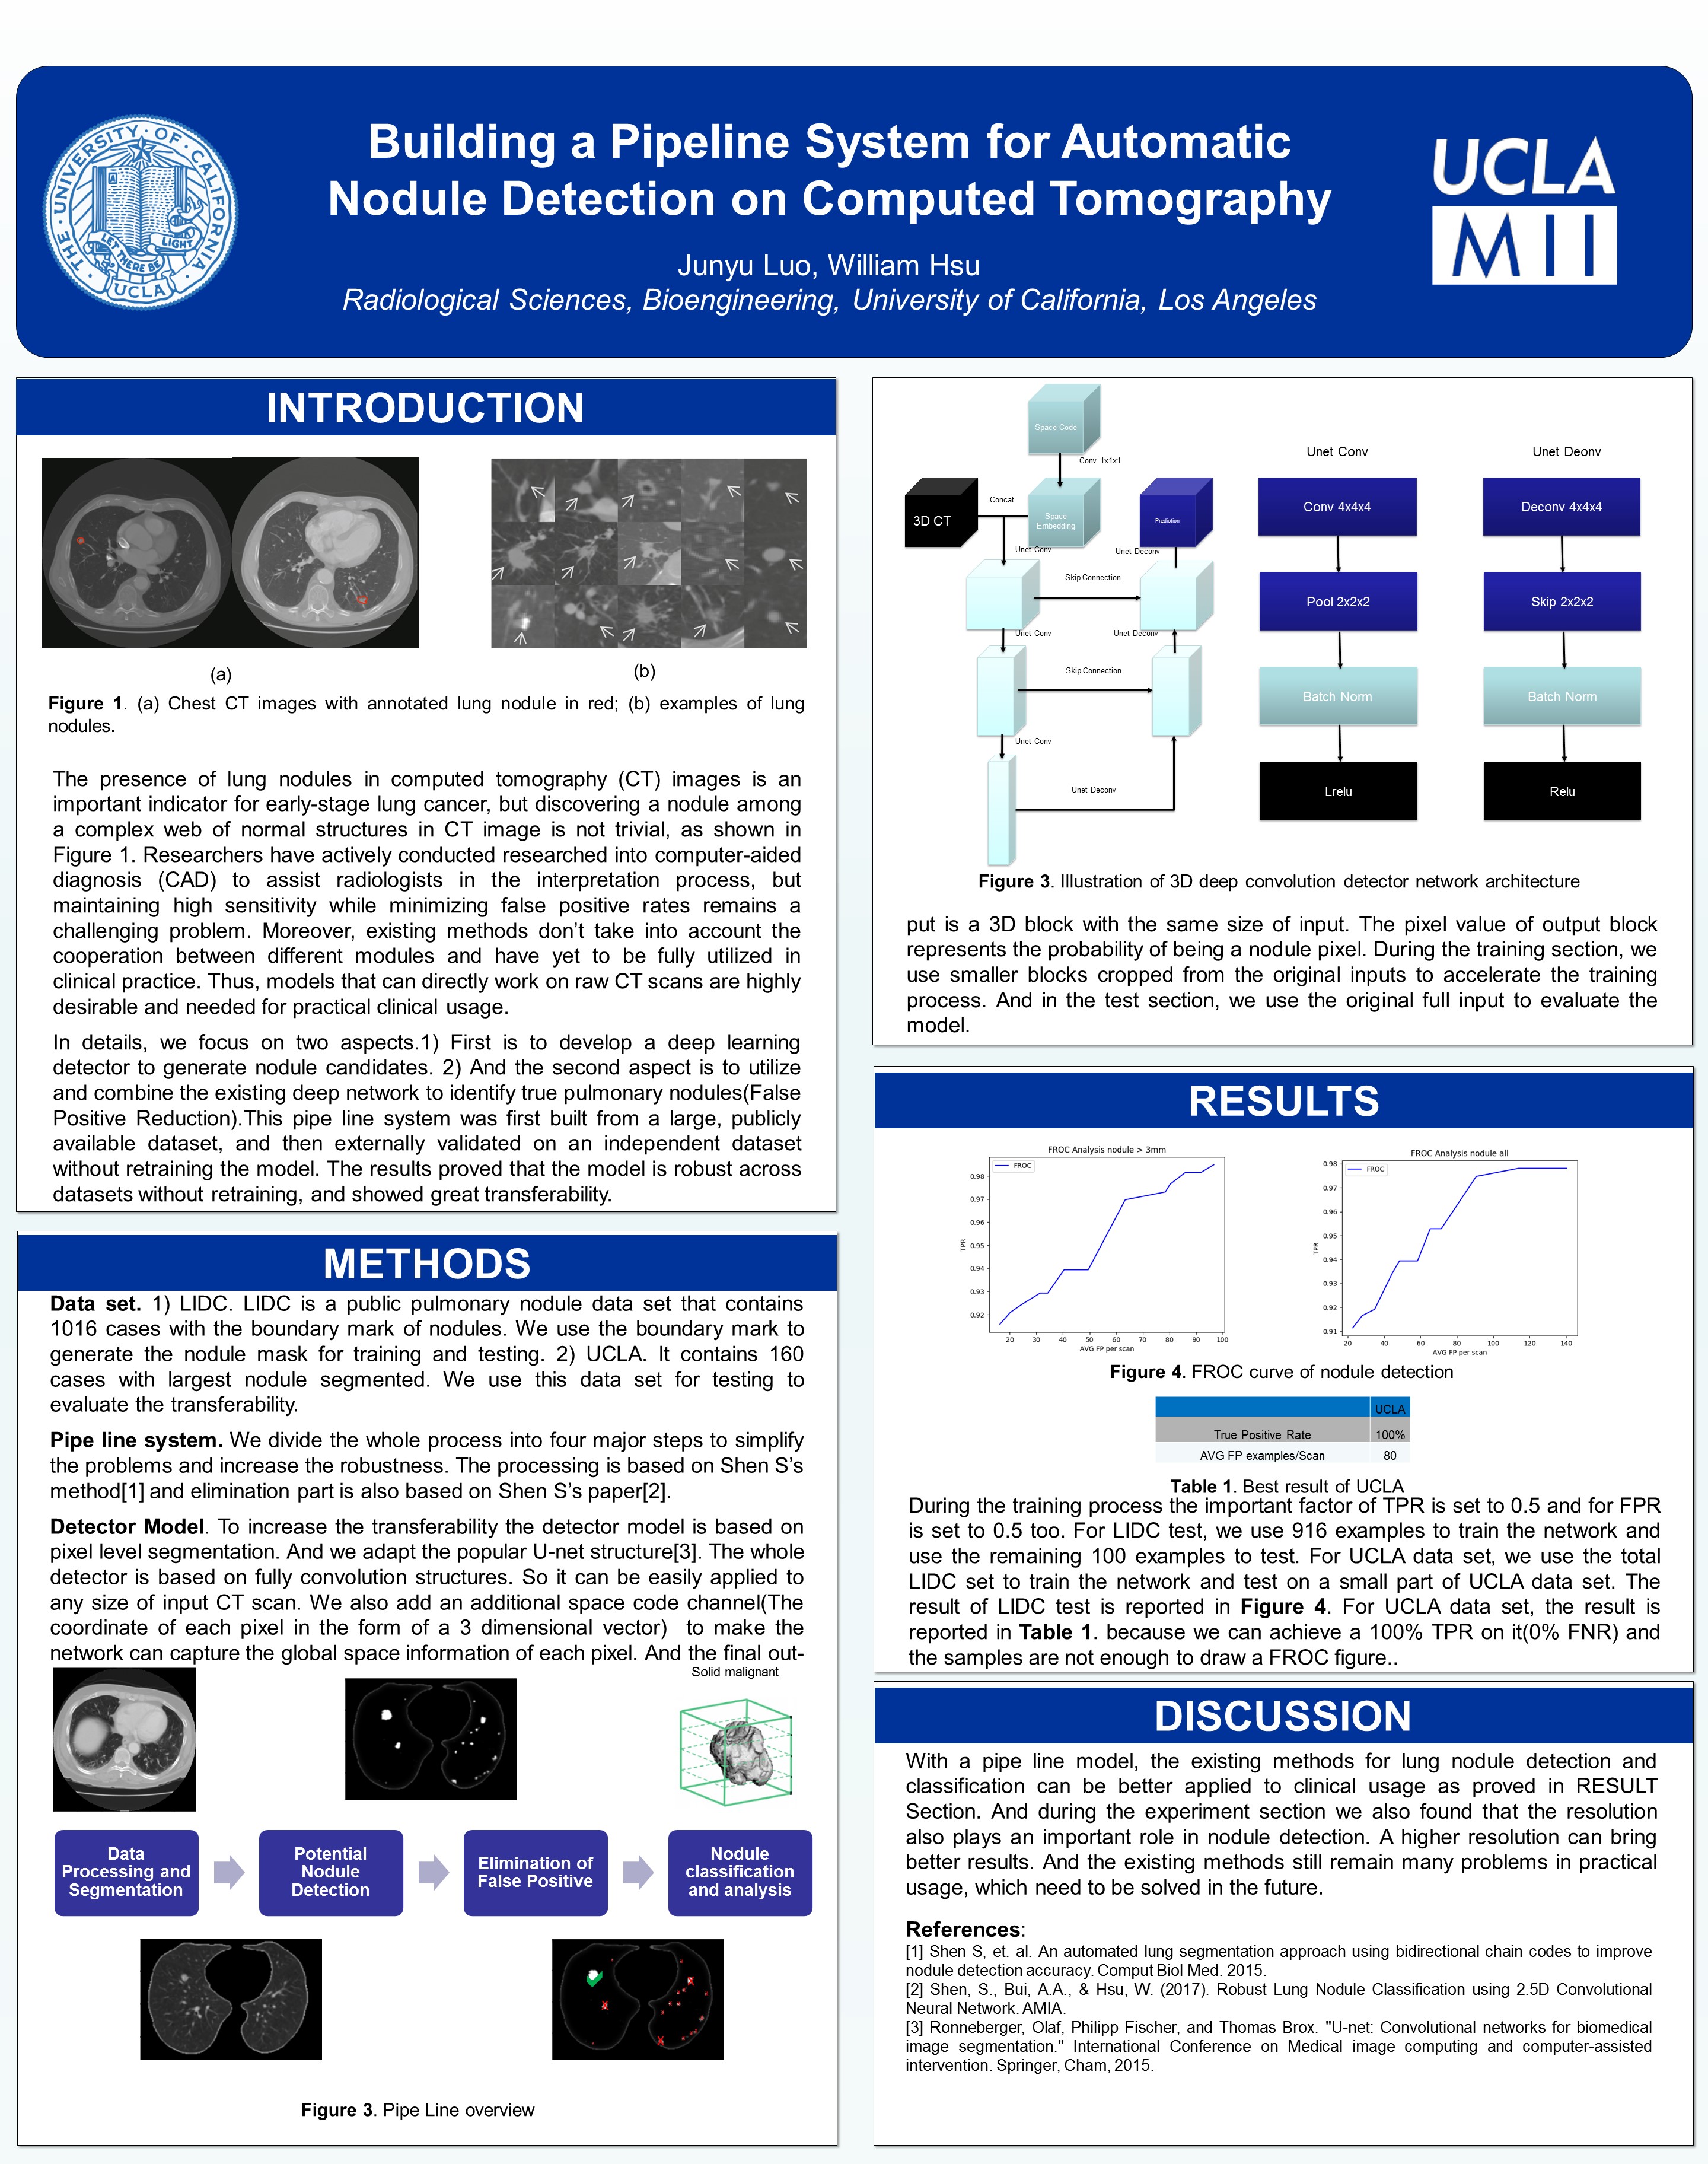 THE · UNIVERSITY · OF · CALIFORNIA · UCLA
LET THERE BE LIGHT
Building a Pipeline System for Automatic
Nodule Detection on Computed Tomography
Junyu Luo, William Hsu
Radiological Sciences, Bioengineering, University of California, Los Angeles
UCLA
MII
INTRODUCTION
(a)
(b)
Figure 1. (a) Chest CT images with annotated lung nodule in red; (b) examples of lung
nodules.
The presence of lung nodules in computed tomography (CT) images is an
important indicator for early-stage lung cancer, but discovering a nodule among
a complex web of normal structures in CT image is not trivial, as shown in
Figure 1. Researchers have actively conducted researched into computer-aided
diagnosis (CAD) to assist radiologists in the interpretation process, but
maintaining high sensitivity while minimizing false positive rates remains a
challenging problem. Moreover, existing methods don't take into account the
cooperation between different modules and have yet to be fully utilized in
clinical practice. Thus, models that can directly work on raw CT scans are highly
desirable and needed for practical clinical usage.
In details, we focus on two aspects.1) First is to develop a deep learning
detector to generate nodule candidates. 2) And the second aspect is to utilize
and combine the existing deep network to identify true pulmonary nodules(False
Positive Reduction).This pipe line system was first built from a large, publicly
available dataset, and then externally validated on an independent dataset
without retraining the model. The results proved that the model is robust across
datasets without retraining, and showed great transferability.
METHODS
Data set. 1) LIDC. LIDC is a public pulmonary nodule data set that contains
1016 cases with the boundary mark of nodules. We use the boundary mark to
generate the nodule mask for training and testing. 2) UCLA. It contains 160
cases with largest nodule segmented. We use this data set for testing to
evaluate the transferability.
Pipe line system. We divide the whole process into four major steps to simplify
the problems and increase the robustness. The processing is based on Shen S's
method[1] and elimination part is also based on Shen S's paper[2].
Detector Model. To increase the transferability the detector model is based on
pixel level segmentation. And we adapt the popular U-net structure[3]. The whole
detector is based on fully convolution structures. So it can be easily applied to
any size of input CT scan. We also add an additional space code channel(The
coordinate of each pixel in the form of a 3 dimensional vector) to make the
network can capture the global space information of each pixel. And the final out-
Solid malignant
Data
Processing and
Segmentation
Potential
Nodule
Detection
Elimination of
False Positive
Nodule
classification
and analysis
Figure 3. Pipe Line overview
Space Code
Conv 1x1x1
3D CT
Concat
Space
Embedding
Prediction
Unet Conv
Unet Deconv
Skip Connection
Unet Conv
Unet Deconv
Skip Connection
Unet Conv
Unet Deconv
Unet Conv
Conv 4x4x4
Pool 2x2x2
Batch Norm
Lrelu
Unet Deonv
Deconv 4x4x4
Skip 2x2x2
Batch Norm
Relu
Figure 3. Illustration of 3D deep convolution detector network architecture
put is a 3D block with the same size of input. The pixel value of output block
represents the probability of being a nodule pixel. During the training section, we
use smaller blocks cropped from the original inputs to accelerate the training
process. And in the test section, we use the original full input to evaluate the
model.
RESULTS
FROC Analysis nodule > 3mm
FROC
TPR
0.98
0.97
0.96
0.95
0.94
0.93
0.92
20 30 40 50 60 70 80 90 100
AVG FP per scan
FROC Analysis nodule all
FROC
TPR
0.98
0.97
0.96
0.95
0.94
0.93
0.92
0.91
20 40 60 80 100 120 140
AVG FP per scan
Figure 4. FROC curve of nodule detection
UCLA
True Positive Rate 100%
AVG FP examples/Scan 80
Table 1. Best result of UCLA
During the training process the important factor of TPR is set to 0.5 and for FPR
is set to 0.5 too. For LIDC test, we use 916 examples to train the network and
use the remaining 100 examples to test. For UCLA data set, we use the total
LIDC set to train the network and test on a small part of UCLA data set. The
result of LIDC test is reported in Figure 4. For UCLA data set, the result is
reported in Table 1. because we can achieve a 100% TPR on it(0% FNR) and
the samples are not enough to draw a FROC figure..
DISCUSSION
With a pipe line model, the existing methods for lung nodule detection and
classification can be better applied to clinical usage as proved in RESULT
Section. And during the experiment section we also found that the resolution
also plays an important role in nodule detection. A higher resolution can bring
better results. And the existing methods still remain many problems in practical
usage, which need to be solved in the future.
References:
[1] Shen S, et. al. An automated lung segmentation approach using bidirectional chain codes to improve
nodule detection accuracy. Comput Biol Med. 2015.
[2] Shen, S., Bui, A.A., & Hsu, W. (2017). Robust Lung Nodule Classification using 2.5D Convolutional
Neural Network. AMIA.
[3] Ronneberger, Olaf, Philipp Fischer, and Thomas Brox. "U-net: Convolutional networks for biomedical
image segmentation." International Conference on Medical image computing and computer-assisted
intervention. Springer, Cham, 2015.